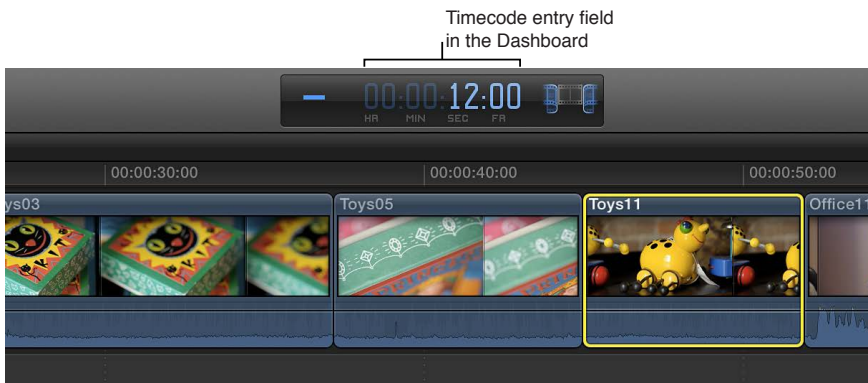 Timecode entry field
in the Dashboard
00:00:12:00
HR MIN SEC FR
00:00:30:00 00:00:40:00 00:00:50:00
ys03 Toys05 Toys11 Office11